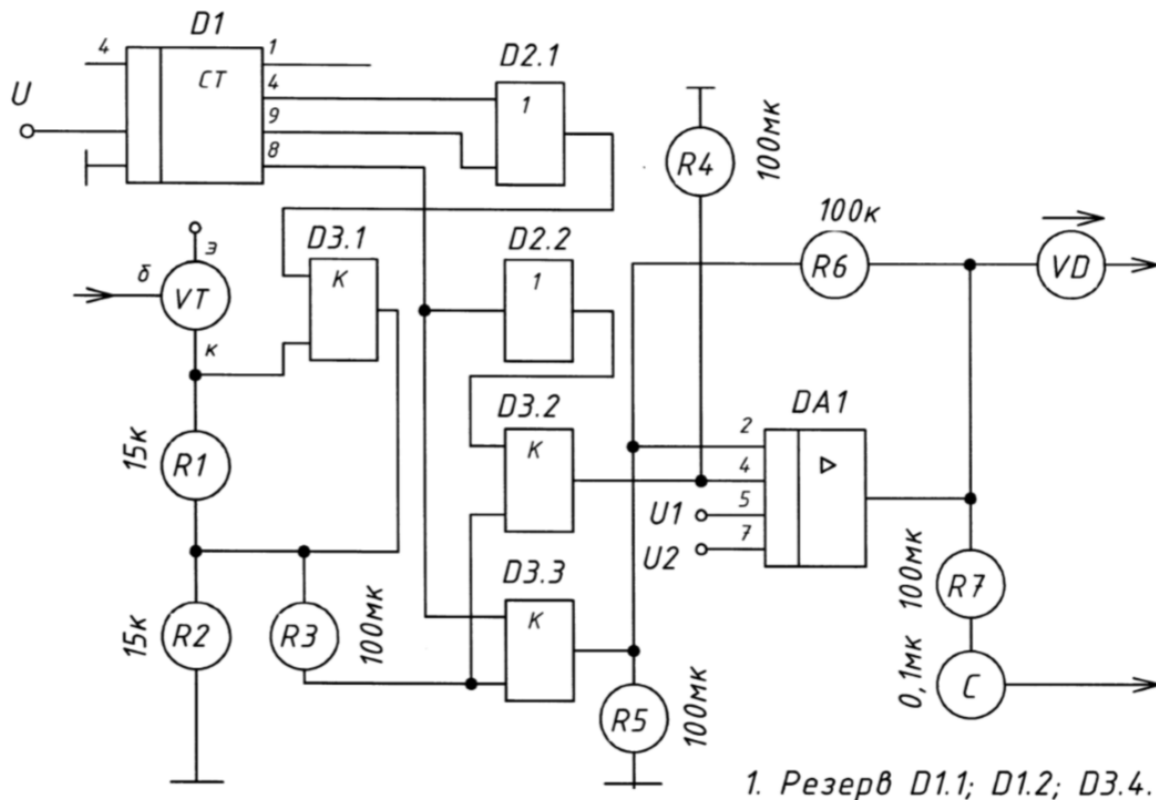 D1
4
CT
1
4
9
8
U
D2.1
1
R4
100мк
100к
R6
VD
D3.1
К
D2.2
1
э
б
VT
к
D3.2
К
DA1
2
4
5
7
▷
U1
U2
15к
R1
D3.3
К
15к
R2
R3
100мк
R5
100мк
100мк
R7
0,1мк
C
1. Резерв D1.1; D1.2; D3.4.